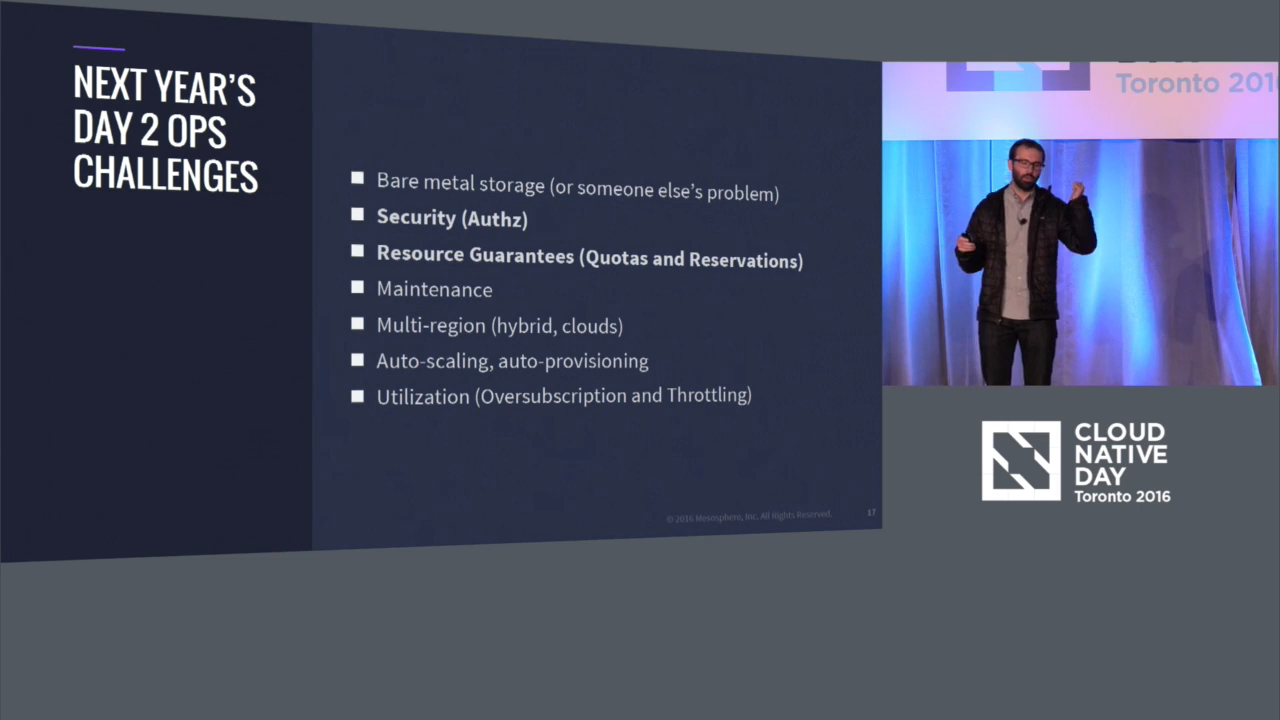 NEXT YEAR’S
DAY 2 OPS
CHALLENGES
Bare metal storage (or someone else’s problem)
Security (Authz)
Resource Guarantees (Quotas and Reservations)
Maintenance
Multi-region (hybrid, clouds)
Auto-scaling, auto-provisioning
Utilization (Oversubscription and Throttling)
© 2016 Mesosphere, Inc. All Rights Reserved.
17
Toronto 201
CLOUD
NATIVE
DAY
Toronto 2016